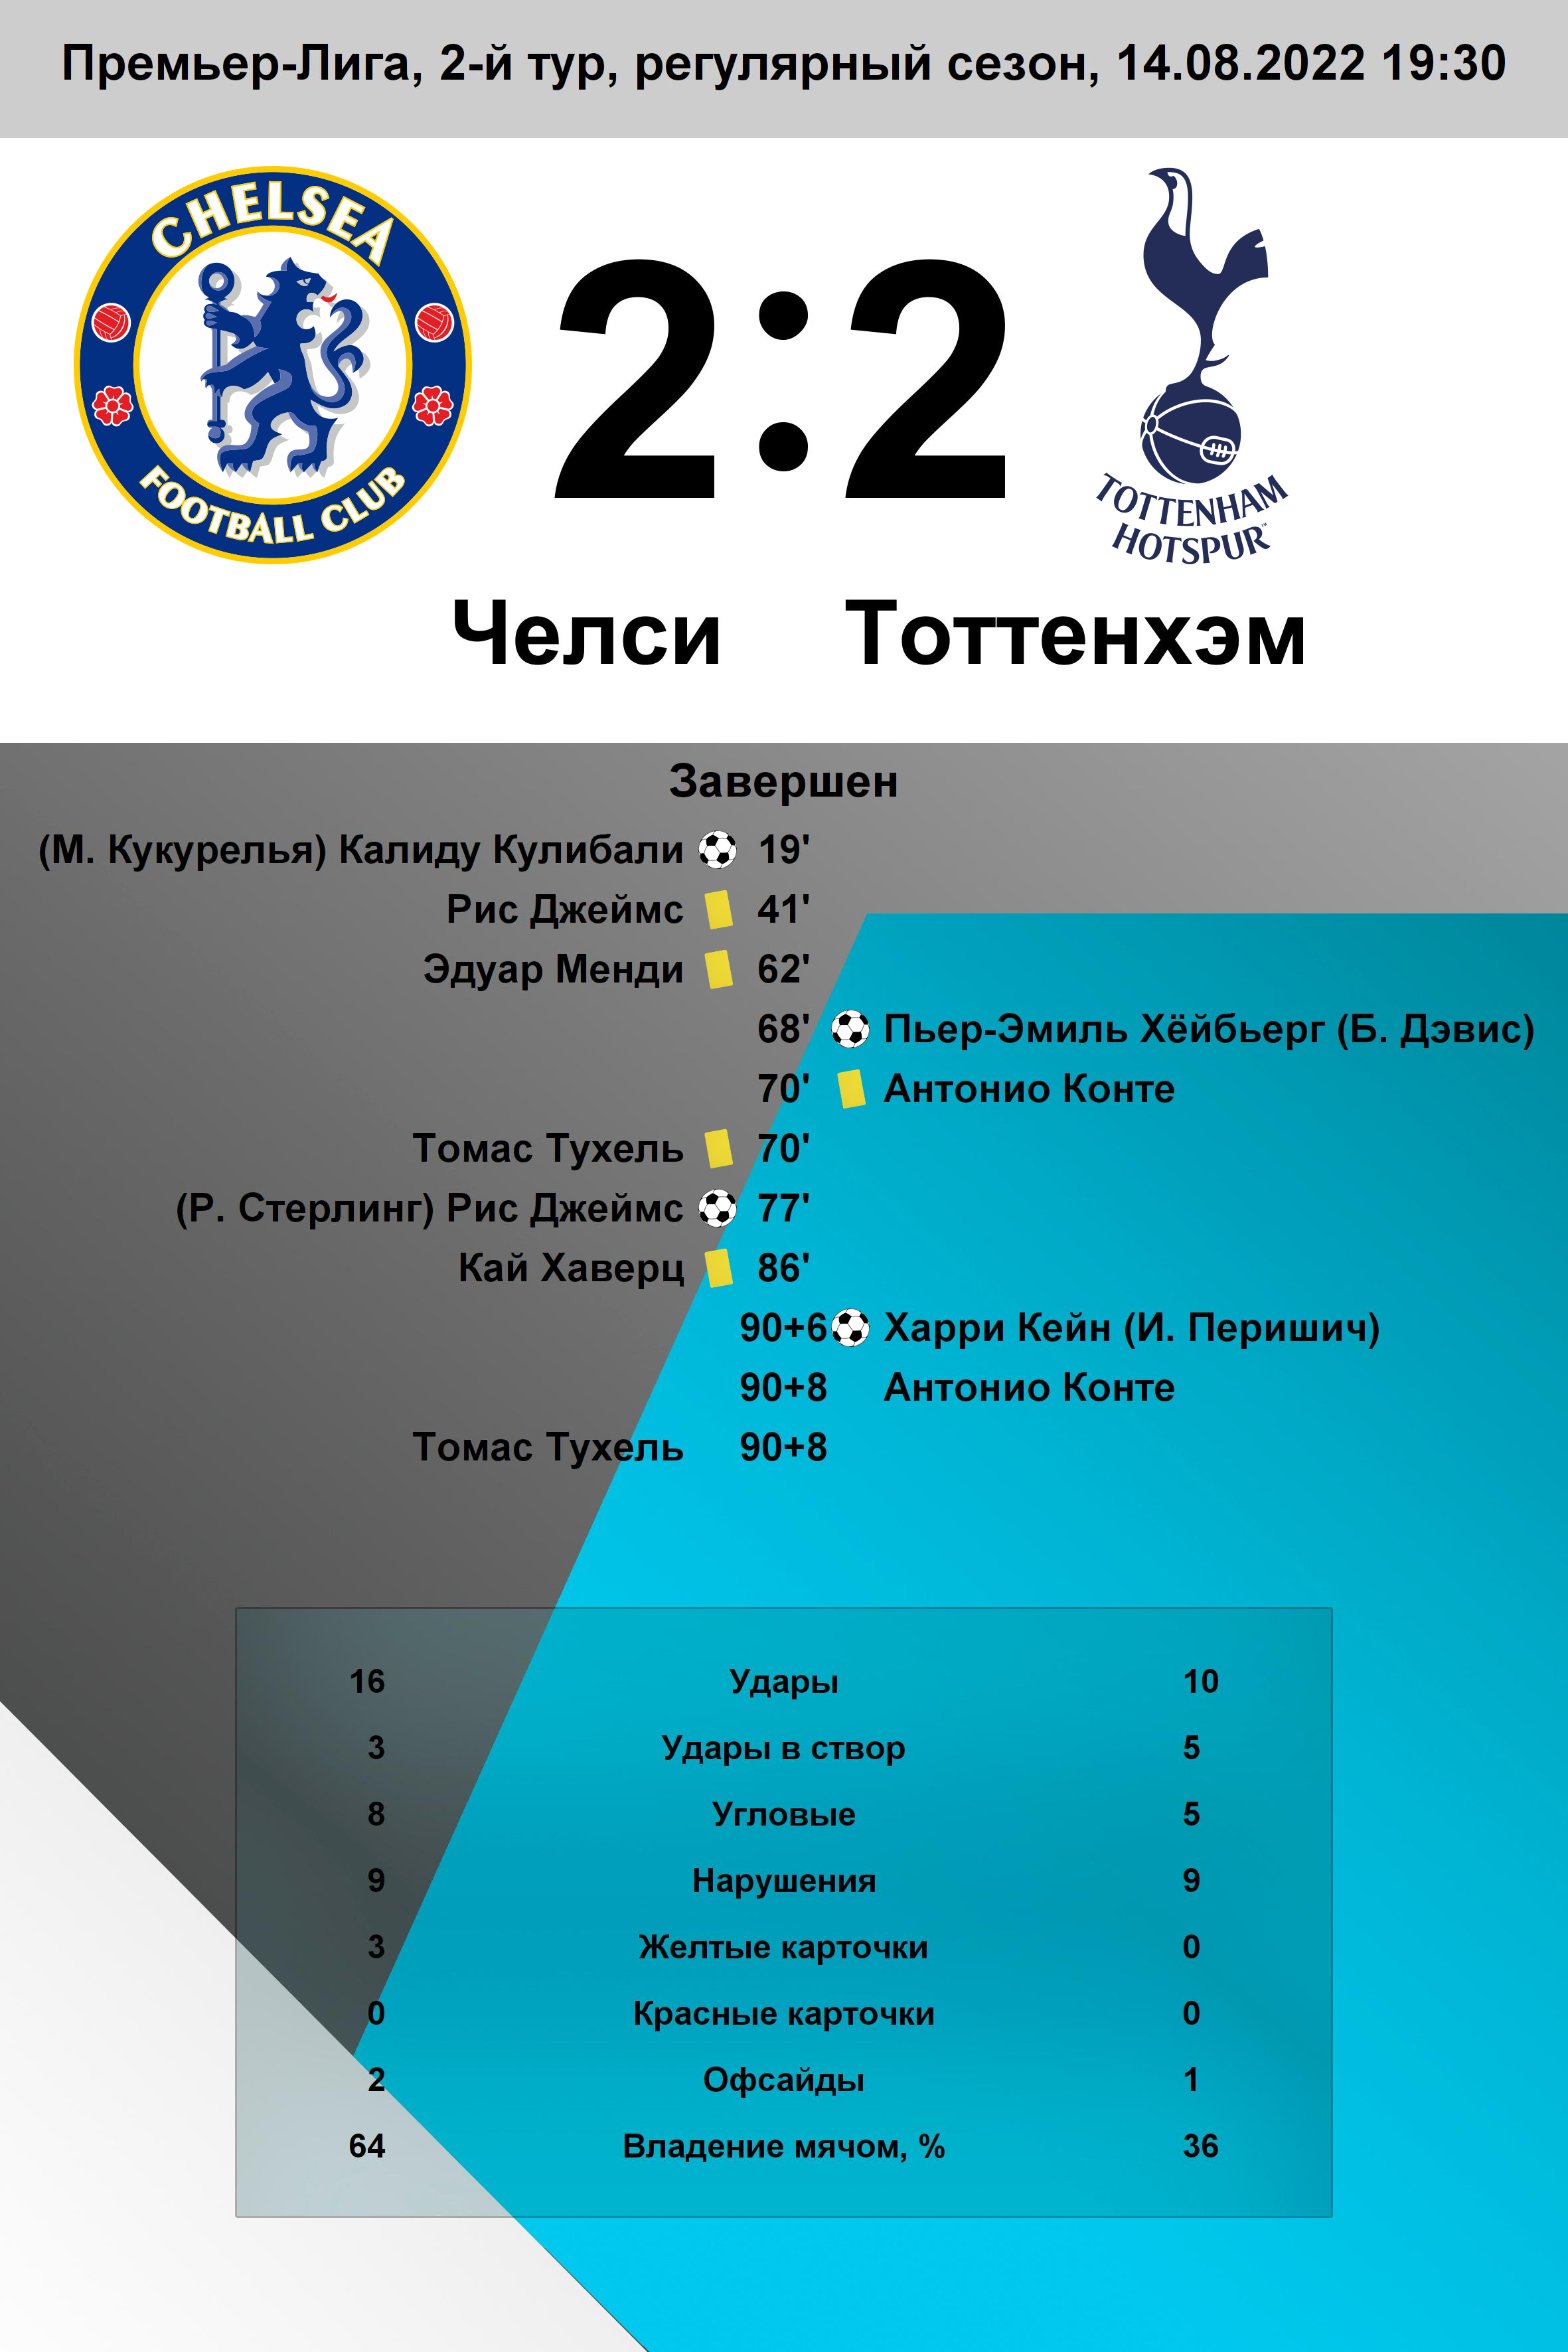 Премьер-Лига, 2-й тур, регулярный сезон, 14.08.2022 19:30
CHELSEA
FOOTBALL CLUB
2:2
TOTTENHAM
HOTSPUR™
Челси Тоттенхэм
Завершен
(М. Кукурелья) Калиду Кулибали 19'
Рис Джеймс 41'
Эдуар Менди 62'
68' Пьер-Эмиль Хёйбьерг (Б. Дэвис)
70' Антонио Конте
Томас Тухель 70'
(Р. Стерлинг) Рис Джеймс 77'
Кай Хаверц 86'
90+6 Харри Кейн (И. Перишич)
90+8 Антонио Конте
Томас Тухель 90+8
16 Удары 10
3 Удары в створ 5
8 Угловые 5
9 Нарушения 9
3 Желтые карточки 0
0 Красные карточки 0
2 Офсайды 1
64 Владение мячом, % 36